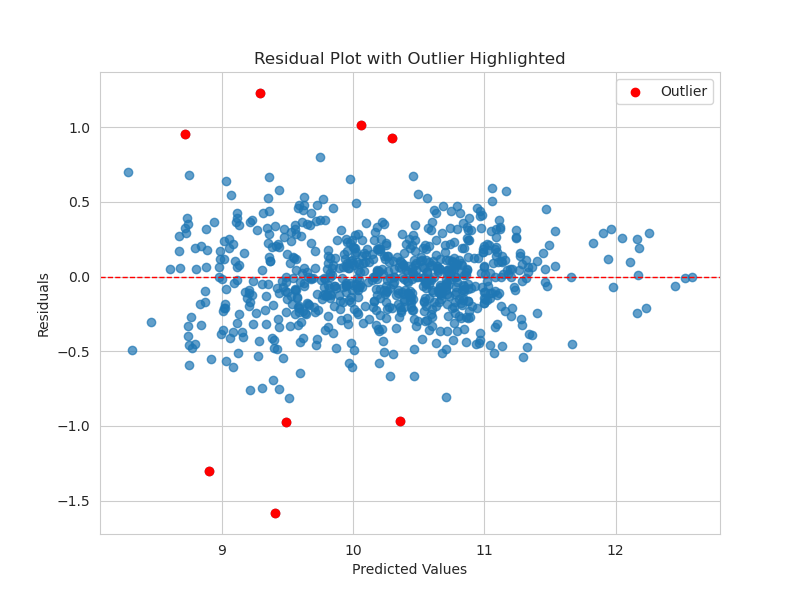 Residual Plot with Outlier Highlighted
Outlier
1.0
0.5
0.0
−0.5
−1.0
−1.5
Residuals
9 10 11 12
Predicted Values